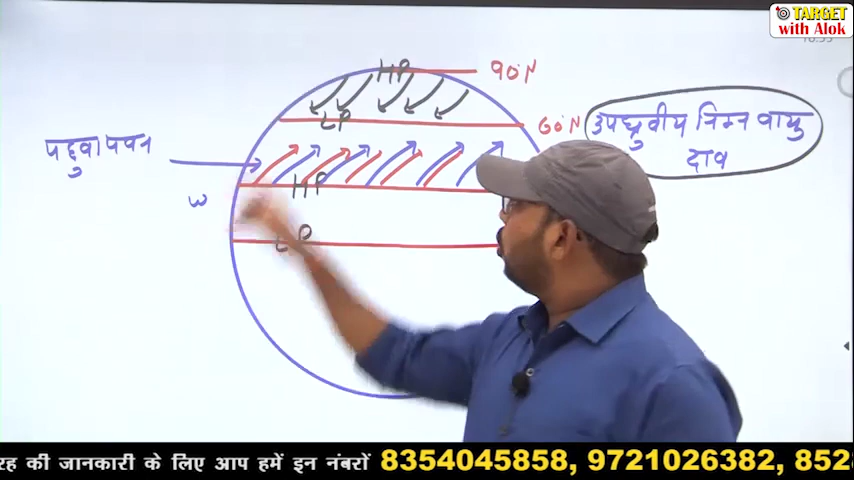 TARGET
with Alok
HP
90°N
LP
60°N
उपध्रुवीय निम्न वायु
दाव
पछुवा पवन
HP
W
LP
रह की जानकारी के लिए आप हमें इन नंबरों 8354045858, 9721026382, 852